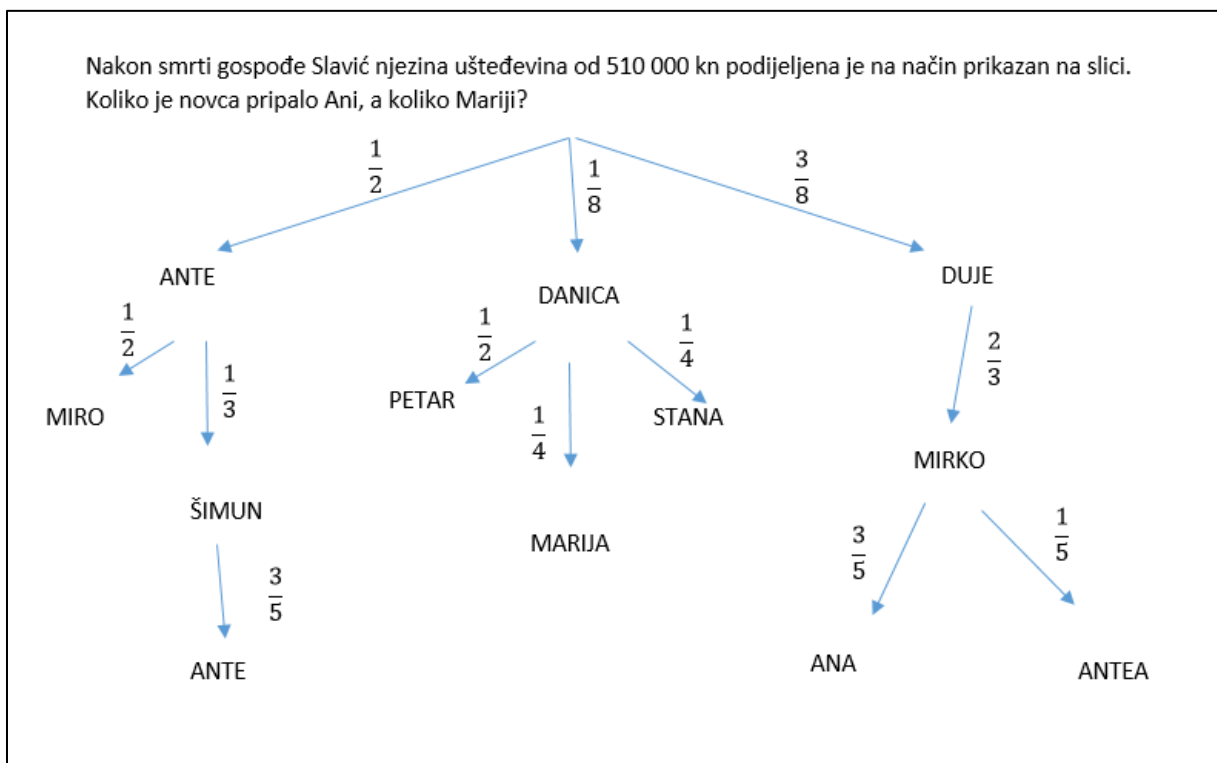 Nakon smrti gospođe Slavić njezina ušteđevina od 510 000 kn podijeljena je na način prikazan na slici.
Koliko je novca pripalo Ani, a koliko Mariji?
1/2 1/8 3/8
ANTE DANICA DUJE
1/2 1/3 1/2 1/4 1/4 2/3
MIRO PETAR STANA
MIRKO
ŠIMUN MARIJA
3/5 3/5 1/5
ANTE ANA ANTEA